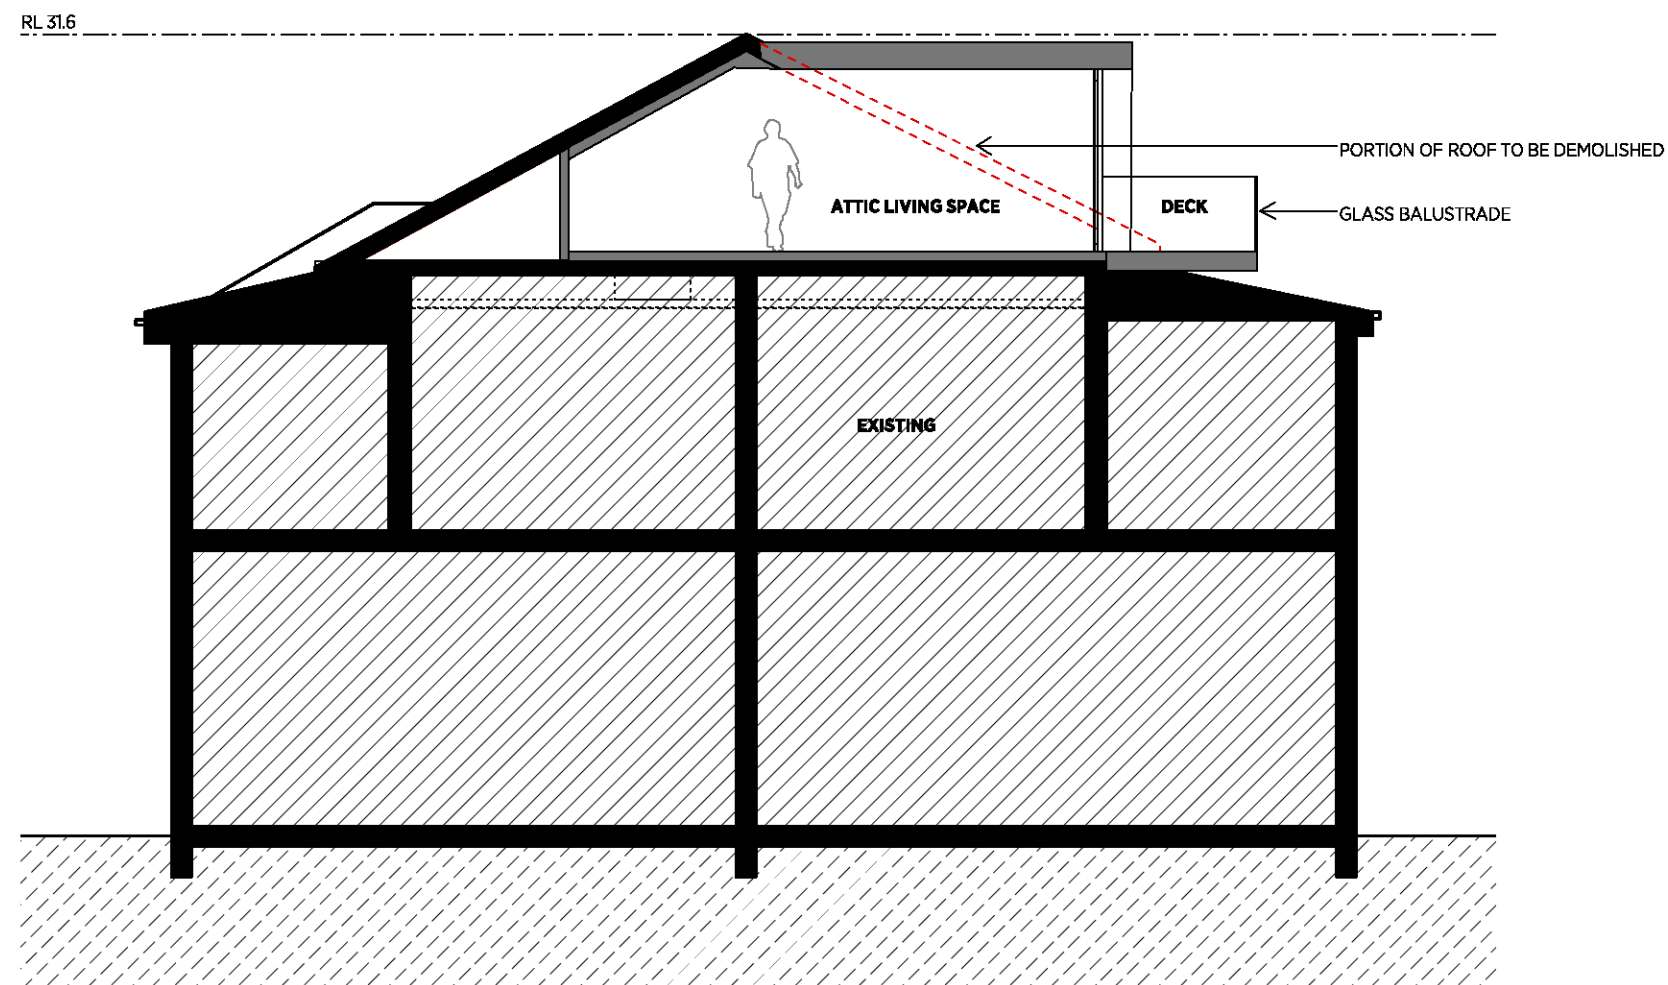 RL 31.6
PORTION OF ROOF TO BE DEMOLISHED
ATTIC LIVING SPACE
DECK
GLASS BALUSTRADE
EXISTING